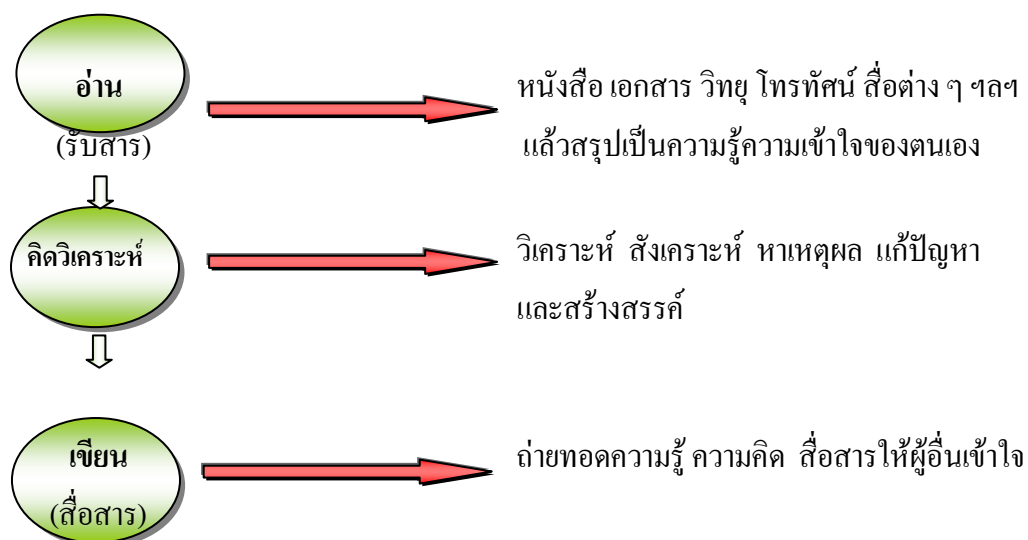 อ่าน
(รับสาร)
หนังสือ เอกสาร วิทยุ โทรทัศน์ สื่อต่าง ๆ ฯลฯ
แล้วสรุปเป็นความรู้ความเข้าใจของตนเอง
คิดวิเคราะห์
วิเคราะห์ สังเคราะห์ หาเหตุผล แก้ปัญหา
และสร้างสรรค์
เขียน
(สื่อสาร)
ถ่ายทอดความรู้ ความคิด สื่อสารให้ผู้อื่นเข้าใจ